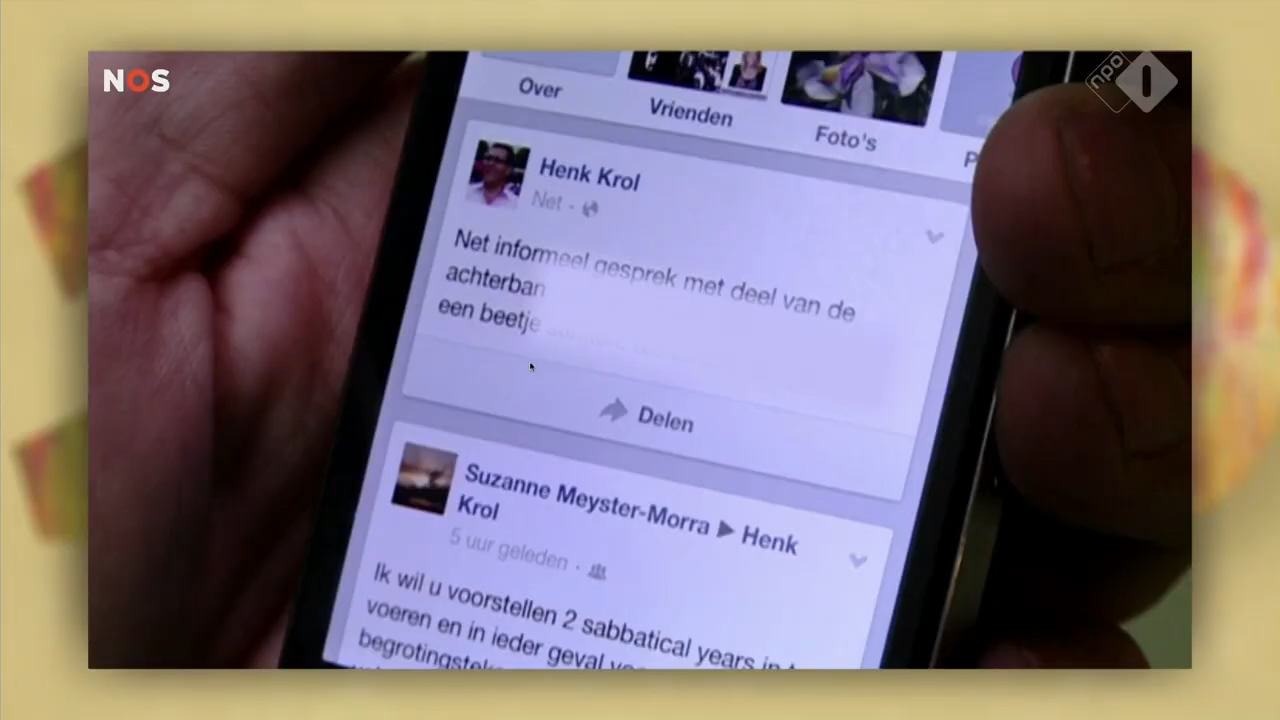 NOS
npo
Over
Vrienden
Foto's
P
Henk Krol
Net
Net informeel gesprek met deel van de
achterban
een beetje
Delen
Suzanne Meyster-Morra ▶ Henk
Krol
5 uur geleden
Ik wil u voorstellen 2 sabbatical years in
voeren en in ieder geval